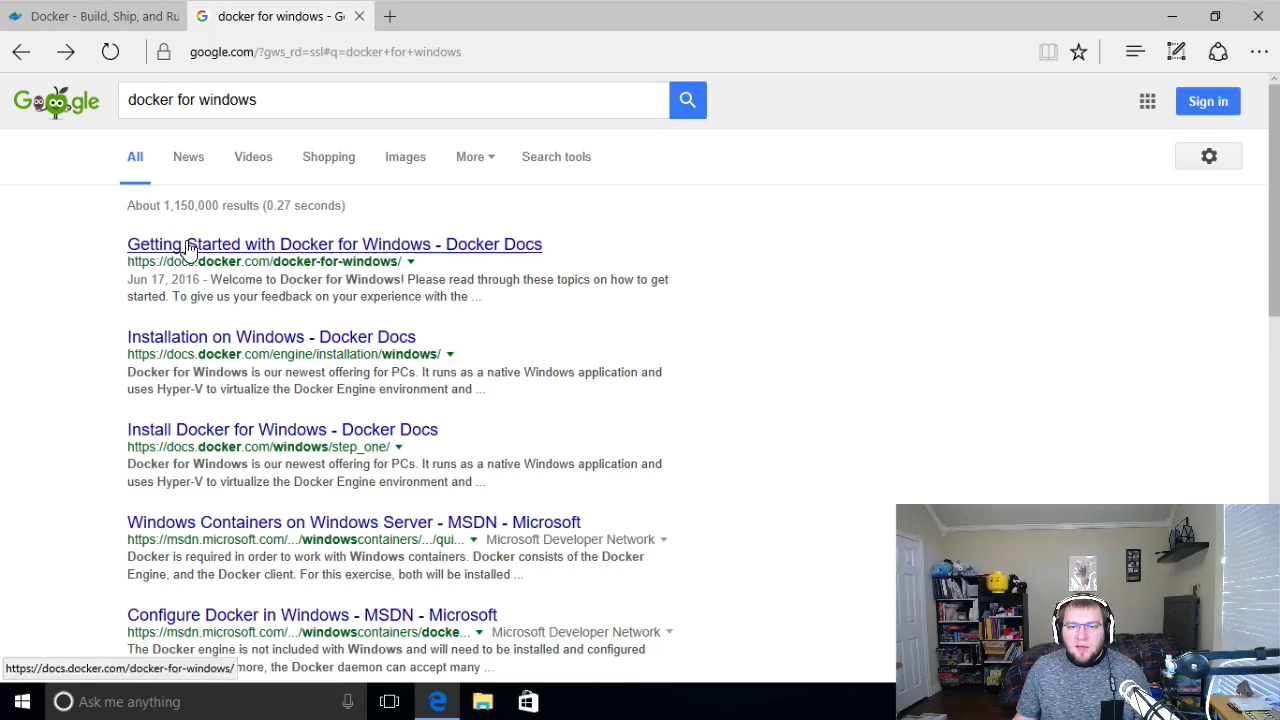 Docker - Build, Ship, and Ru
docker for windows - Go
google.com/?gws_rd=ssl#q=docker+for+windows
Google
docker for windows
Sign in
All
News
Videos
Shopping
Images
More
Search tools
About 1,150,000 results (0.27 seconds)
Getting Started with Docker for Windows - Docker Docs
https://docs.docker.com/docker-for-windows/
Jun 17, 2016 - Welcome to Docker for Windows! Please read through these topics on how to get
started. To give us your feedback on your experience with the ...
Installation on Windows - Docker Docs
https://docs.docker.com/engine/installation/windows/
Docker for Windows is our newest offering for PCs. It runs as a native Windows application and
uses Hyper-V to virtualize the Docker Engine environment and ...
Install Docker for Windows - Docker Docs
https://docs.docker.com/windows/step_one/
Docker for Windows is our newest offering for PCs. It runs as a native Windows application and
uses Hyper-V to virtualize the Docker Engine environment and ...
Windows Containers on Windows Server - MSDN - Microsoft
https://msdn.microsoft.com/.../windowscontainers/.../qui... Microsoft Developer Network
Docker is required in order to work with Windows containers. Docker consists of the Docker
Engine, and the Docker client. For this exercise, both will be installed ...
Configure Docker in Windows - MSDN - Microsoft
https://msdn.microsoft.com/.../windowscontainers/docke... Microsoft Developer Network
The Docker engine is not included with Windows and will need to be installed and configured
https://docs.docker.com/docker-for-windows/ more, the Docker daemon can accept many ...
Ask me anything